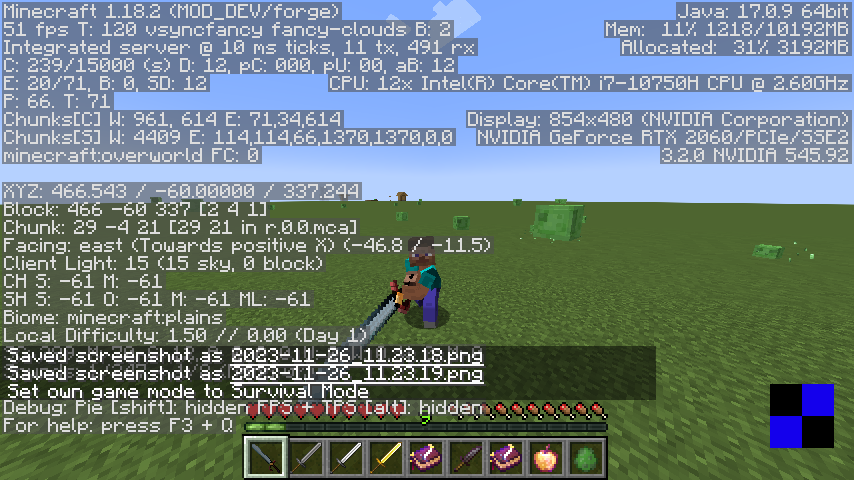 Minecraft 1.18.2 (MOD_DEV/forge)
51 fps T: 120 vsyncfancy fancy-clouds B: 2
Integrated server @ 10 ms ticks, 11 tx, 491 rx
C: 239/15000 (s) D: 12, pC: 000, pU: 00, aB: 12
E: 20/71, B: 0, SD: 12
P: 66. T: 71
Chunks[C] W: 961, 614 E: 71,34,614
Chunks[S] W: 4409 E: 114,114,66,1370,1370,0,0
minecraft:overworld FC: 0
XYZ: 466.543 / -60.00000 / 337.244
Block: 466 -60 337 [2 4 1]
Chunk: 29 -4 21 [29 21 in r.0.0.mca]
Facing: east (Towards positive X) (-46.8 / -11.5)
Client Light: 15 (15 sky, 0 block)
CH S: -61 M: -61
SH S: -61 O: -61 M: -61 ML: -61
Biome: minecraft:plains
Local Difficulty: 1.50 // 0.00 (Day 1)
Saved screenshot as 2023-11-26_11.23.18.png
Saved screenshot as 2023-11-26_11.23.19.png
Set own game mode to Survival Mode
Debug: Pie [shift]: hidden FPS + TPS [alt]: hidden
For help: press F3 + Q
Java: 17.0.9 64bit
Mem: 11% 1218/10192MB
Allocated: 31% 3192MB
CPU: 12x Intel(R) Core(TM) i7-10750H CPU @ 2.60GHz
Display: 854x480 (NVIDIA Corporation)
NVIDIA GeForce RTX 2060/PCIe/SSE2
3.2.0 NVIDIA 545.92